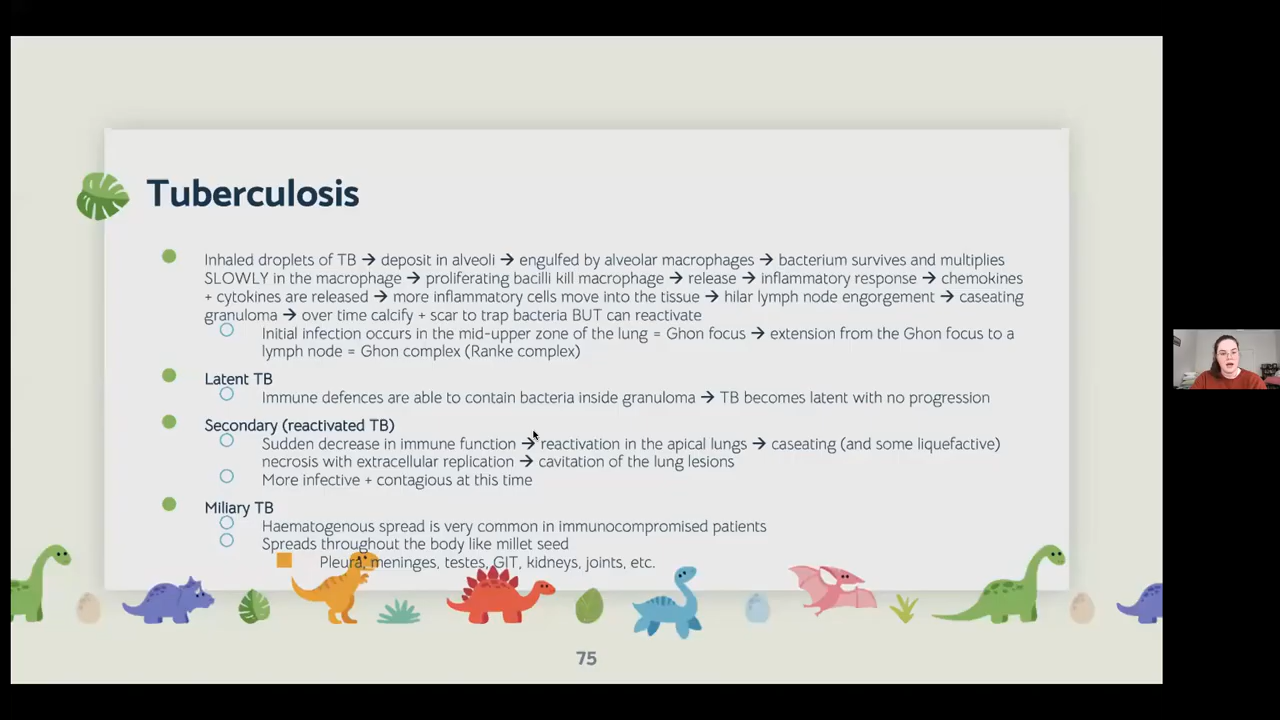 Tuberculosis
Inhaled droplets of TB → deposit in alveoli → engulfed by alveolar macrophages → bacterium survives and multiplies
SLOWLY in the macrophage → proliferating bacilli kill macrophage → release → inflammatory response → chemokines
+ cytokines are released → more inflammatory cells move into the tissue → hilar lymph node engorgement → caseating
granuloma → over time calcify + scar to trap bacteria BUT can reactivate
Initial infection occurs in the mid-upper zone of the lung = Ghon focus → extension from the Ghon focus to a
lymph node = Ghon complex (Ranke complex)
Latent TB
Immune defences are able to contain bacteria inside granuloma → TB becomes latent with no progression
Secondary (reactivated TB)
Sudden decrease in immune function → reactivation in the apical lungs → caseating (and some liquefactive)
necrosis with extracellular replication → cavitation of the lung lesions
More infective + contagious at this time
Miliary TB
Haematogenous spread is very common in immunocompromised patients
Spreads throughout the body like millet seed
Pleura, meninges, testes, GIT, kidneys, joints, etc.
75